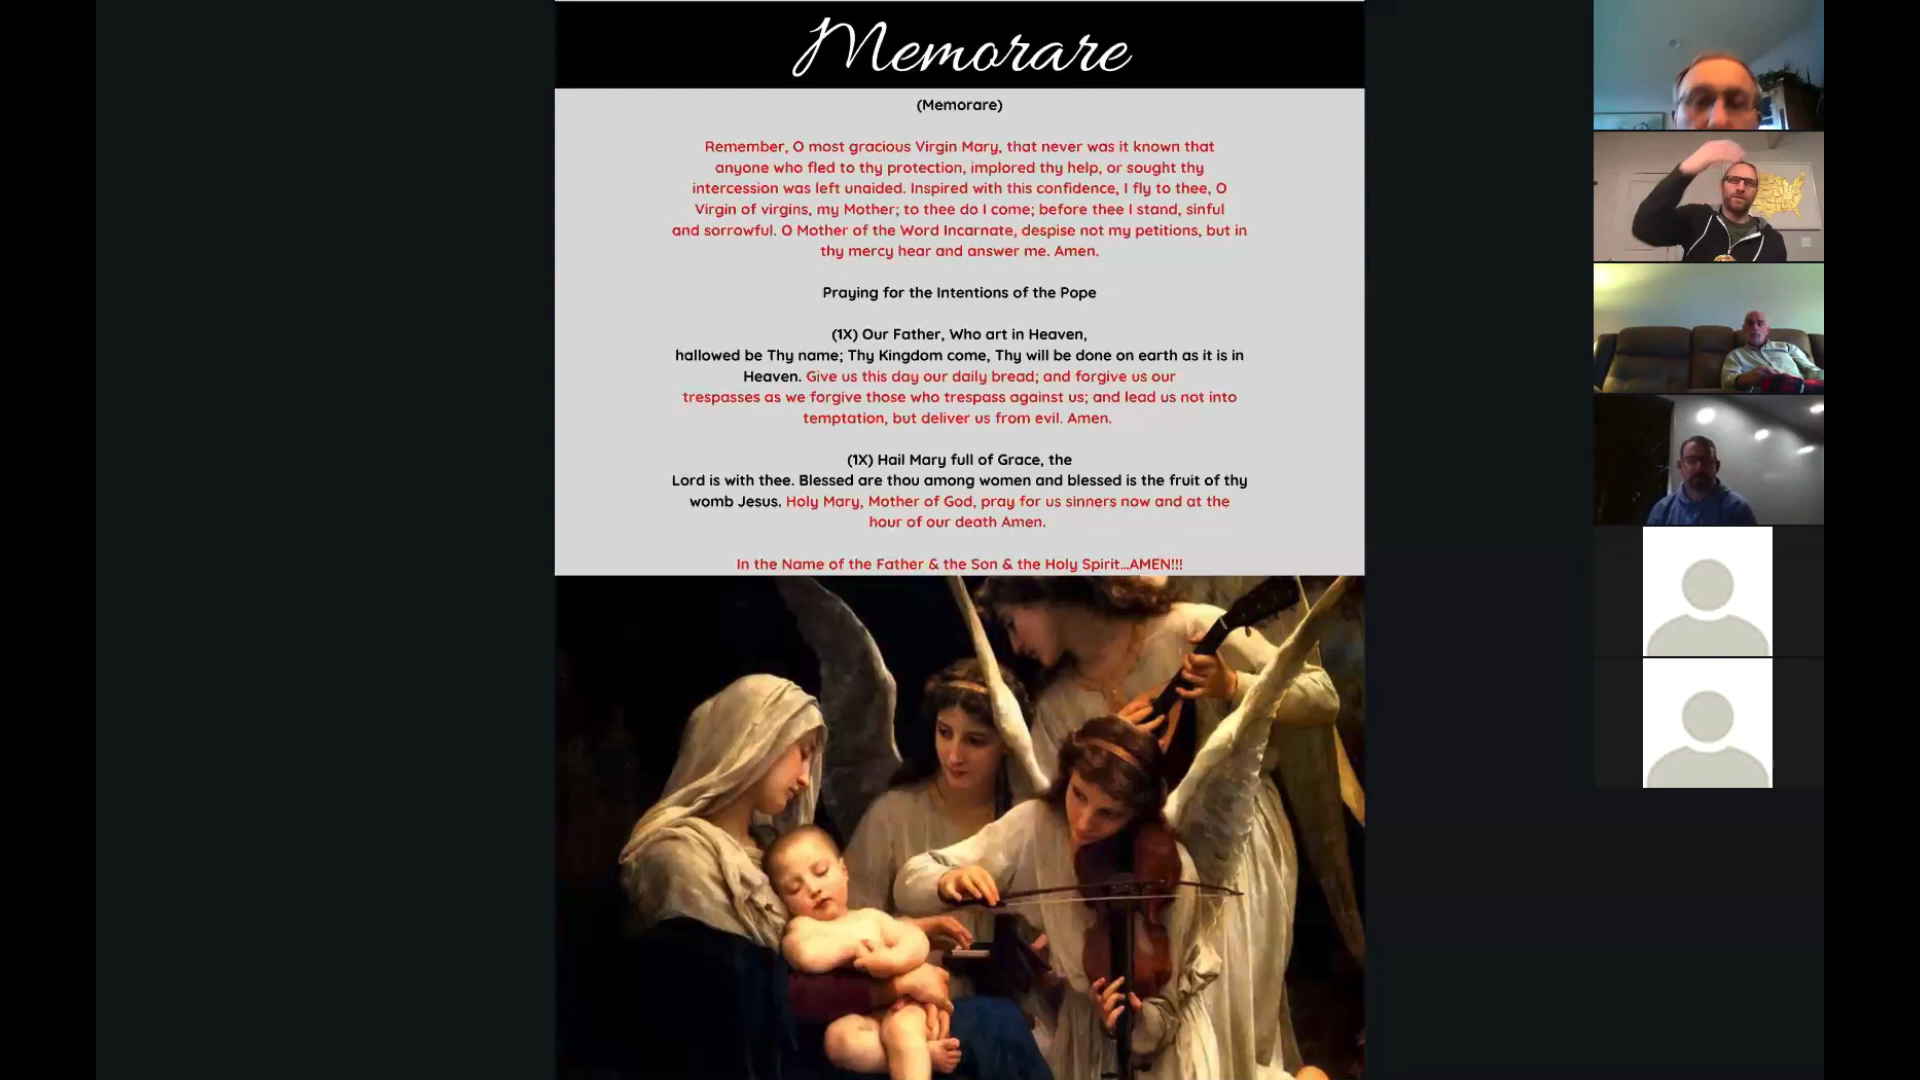 Memorare
(Memorare)
Remember, O most gracious Virgin Mary, that never was it known that
anyone who fled to thy protection, implored thy help, or sought thy
intercession was left unaided. Inspired with this confidence, I fly to thee, O
Virgin of virgins, my Mother; to thee do I come; before thee I stand, sinful
and sorrowful. O Mother of the Word Incarnate, despise not my petitions, but in
thy mercy hear and answer me. Amen.
Praying for the Intentions of the Pope
(1X) Our Father, Who art in Heaven,
hallowed be Thy name; Thy Kingdom come, Thy will be done on earth as it is in
Heaven. Give us this day our daily bread; and forgive us our
trespasses as we forgive those who trespass against us; and lead us not into
temptation, but deliver us from evil. Amen.
(1X) Hail Mary full of Grace, the
Lord is with thee. Blessed are thou among women and blessed is the fruit of thy
womb Jesus. Holy Mary, Mother of God, pray for us sinners now and at the
hour of our death Amen.
In the Name of the Father & the Son & the Holy Spirit...AMEN!!!